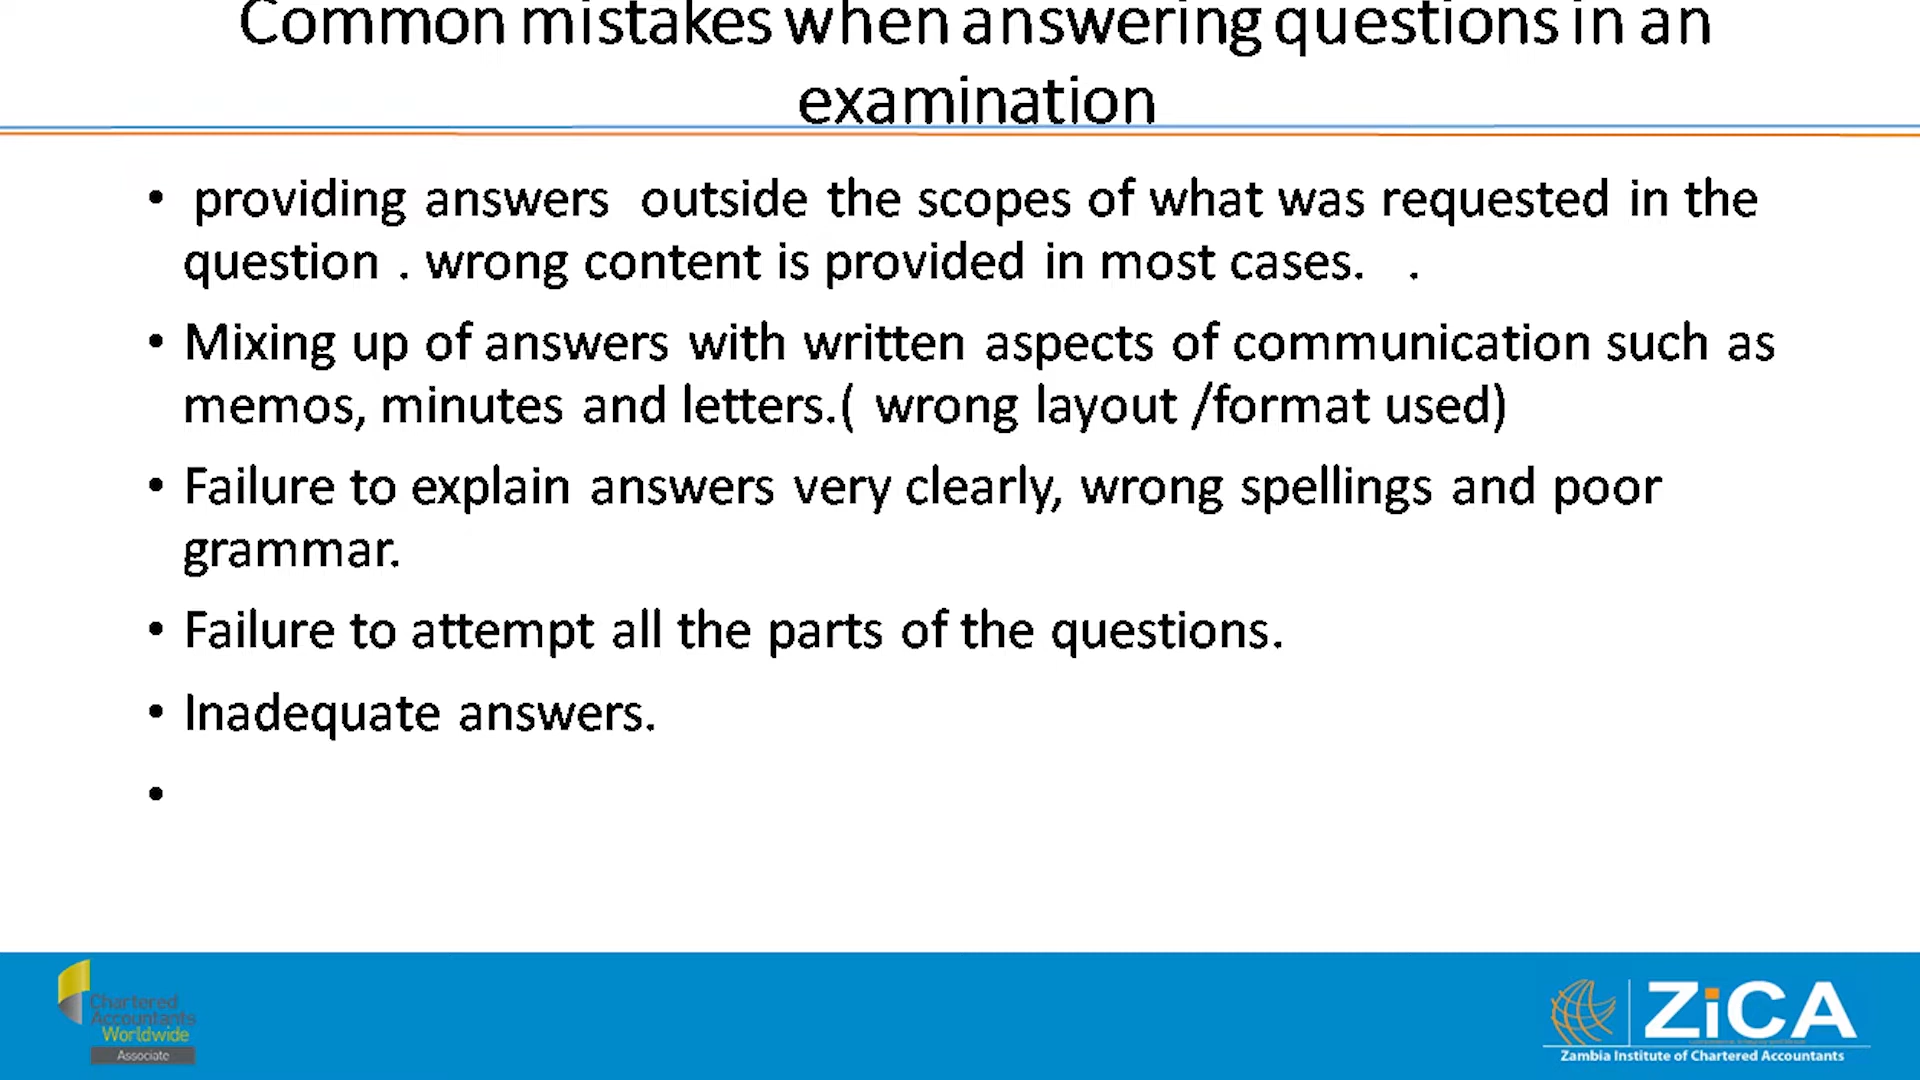 Common mistakes when answering questions in an
examination
• providing answers outside the scopes of what was requested in the
question . wrong content is provided in most cases. .
• Mixing up of answers with written aspects of communication such as
memos, minutes and letters.( wrong layout /format used)
• Failure to explain answers very clearly, wrong spellings and poor
grammar.
• Failure to attempt all the parts of the questions.
• Inadequate answers.
•
Chartered
Accountants
Worldwide
Associate
ZiCA
Zambia Institute of Chartered Accountants